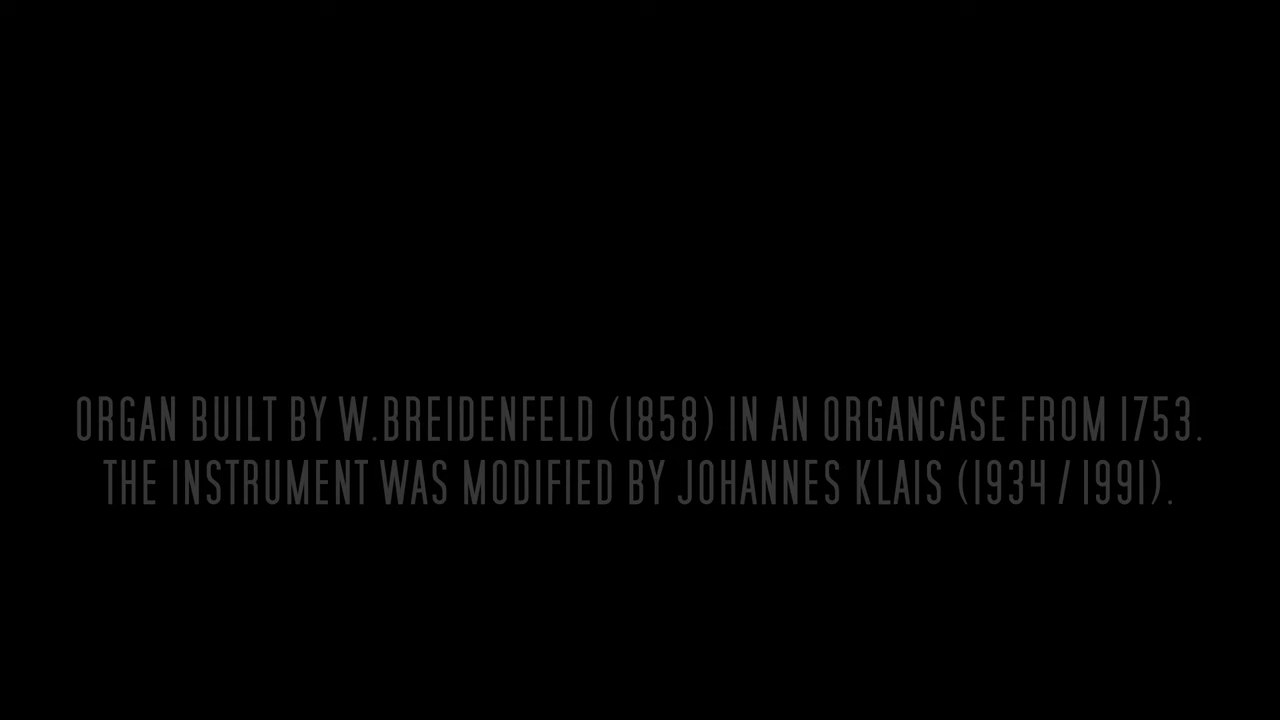 ORGAN BUILT BY W.BREIDENFELD (1858) IN AN ORGANCASE FROM 1753.
THE INSTRUMENT WAS MODIFIED BY JOHANNES KLAIS (1934 / 1991).